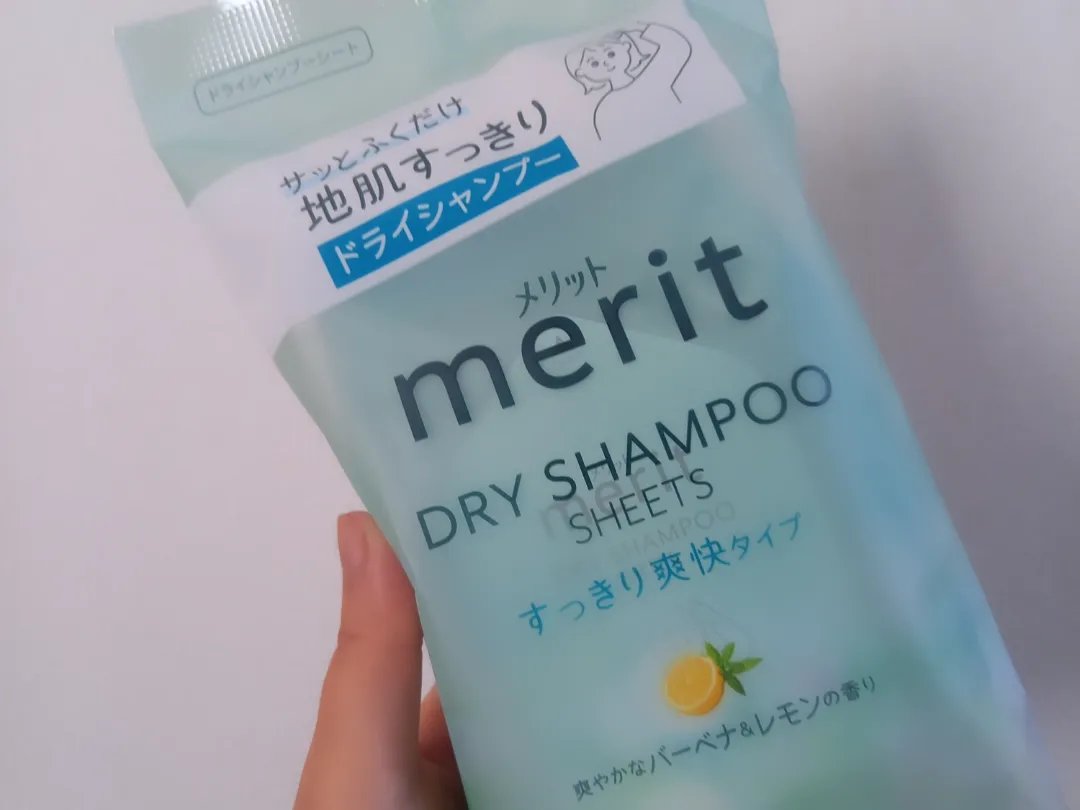 ドライシャンプーシート
サッとふくだけ
地肌すっきり
ドライシャンプー
メリット
merit
DRY SHAMPOO
SHEETS
merit
SHAMPOO
すっきり爽快タイプ
爽やかなバーベナ&レモンの香り